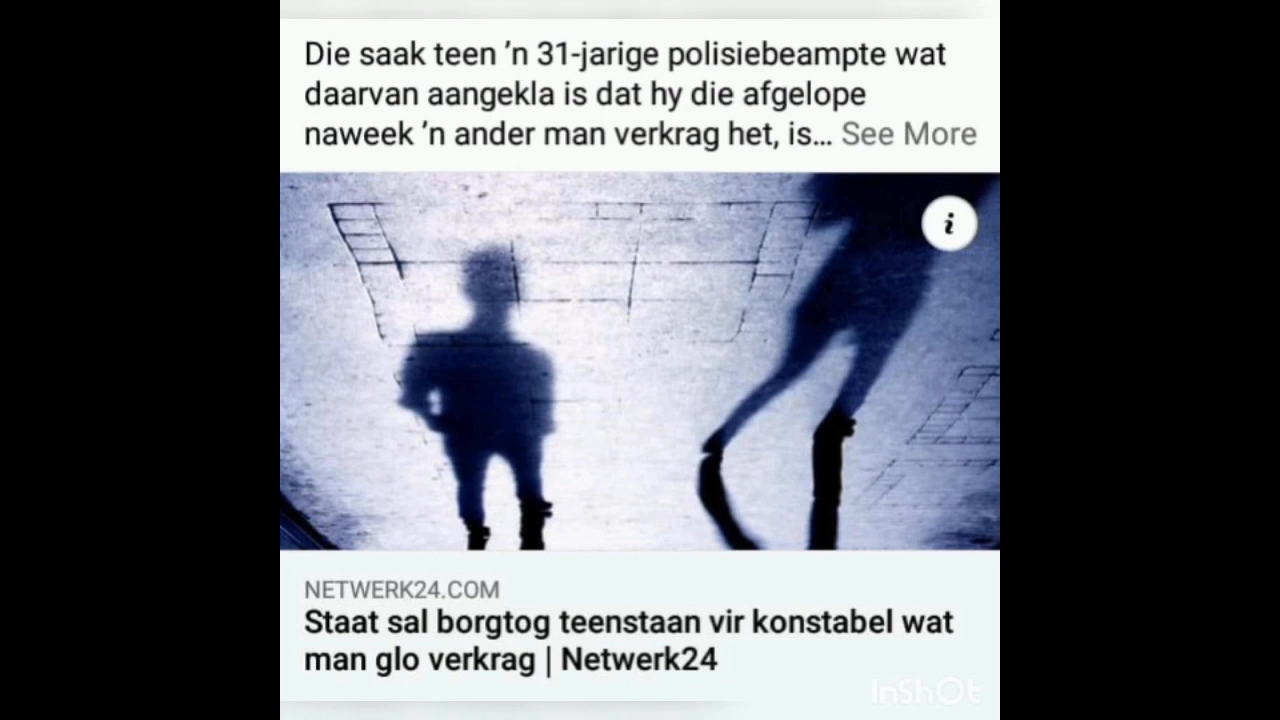 Die saak teen ’n 31-jarige polisiebeampte wat
daarvan aangekla is dat hy die afgelope
naweek ’n ander man verkrag het, is... See More
i
NETWERK24.COM
Staat sal borgtog teenstaan vir konstabel wat
man glo verkrag | Netwerk24
InShOt